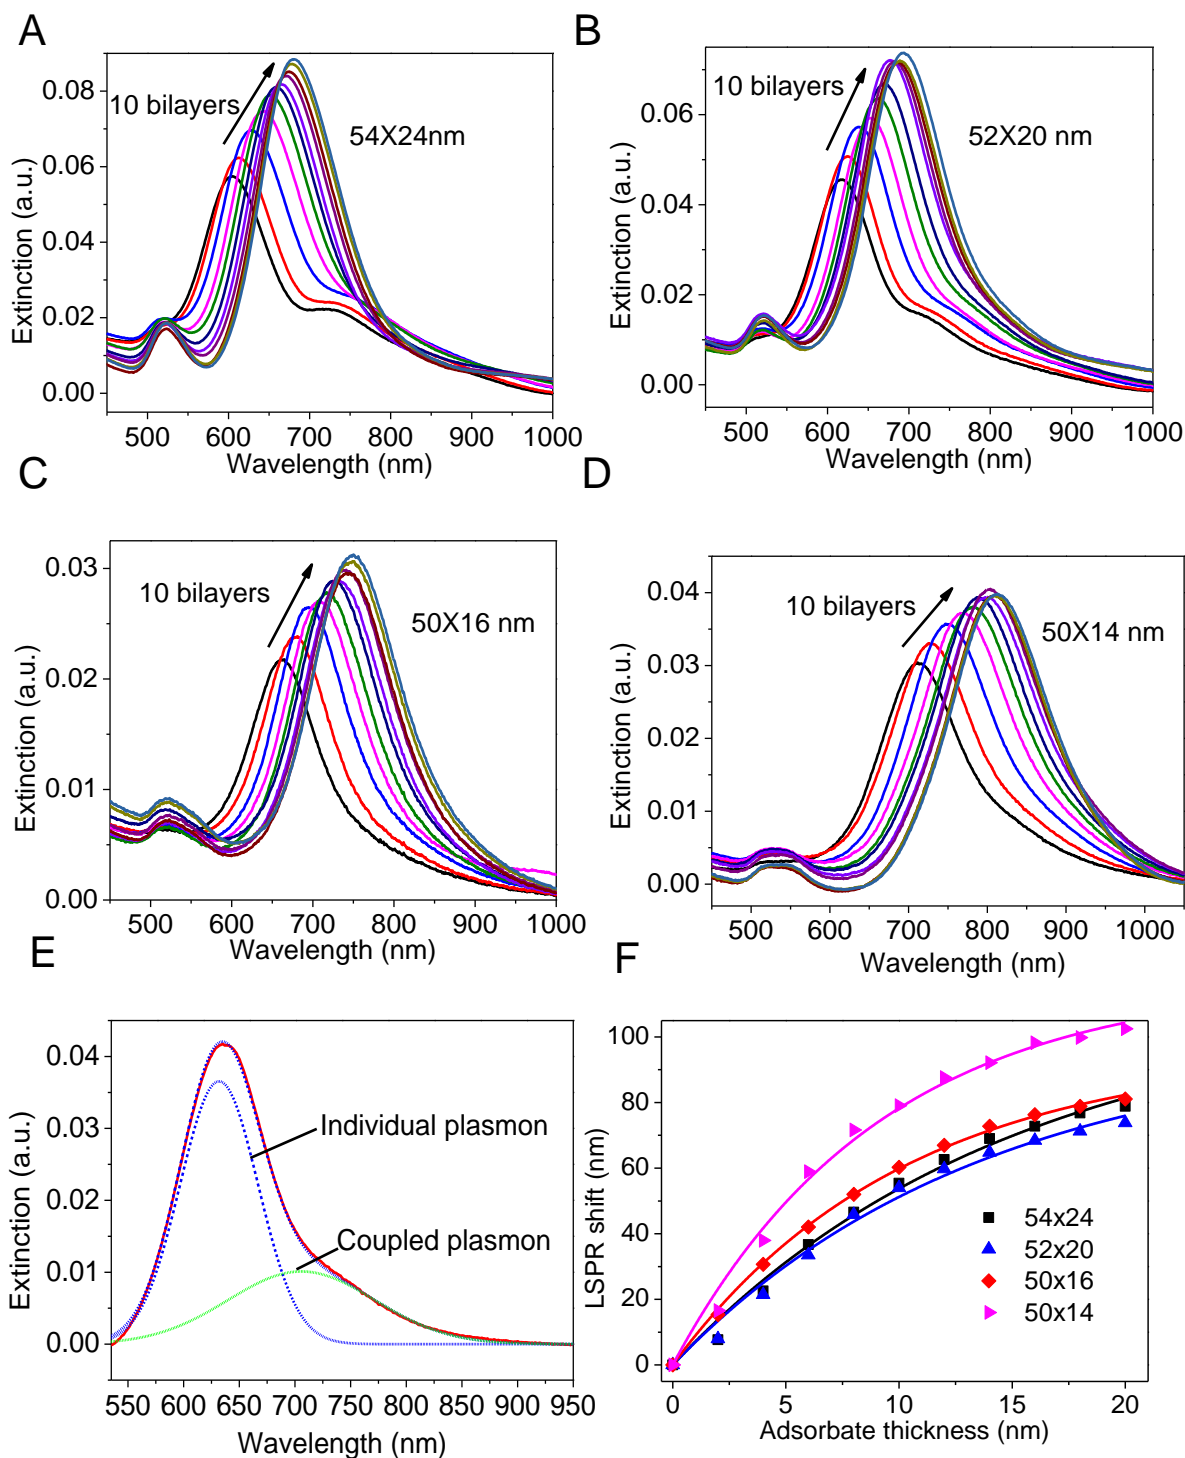 A
Extinction (a.u.)
0.08
0.06
0.04
0.02
0.00
10 bilayers
54X24nm
500 600 700 800 900 1000
Wavelength (nm)
B
Extinction (a.u.)
0.06
0.04
0.02
0.00
10 bilayers
52X20 nm
500 600 700 800 900 1000
Wavelength (nm)
C
Extinction (a.u.)
0.03
0.02
0.01
0.00
10 bilayers
50X16 nm
500 600 700 800 900 1000
Wavelength (nm)
D
Extinction (a.u.)
0.04
0.03
0.02
0.01
0.00
10 bilayers
50X14 nm
500 600 700 800 900 1000
Wavelength (nm)
E
Extinction (a.u.)
0.04
0.03
0.02
0.01
0.00
Individual plasmon
Coupled plasmon
550 600 650 700 750 800 850 900 950
Wavelength (nm)
F
LSPR shift (nm)
100
80
60
40
20
0
54x24
52x20
50x16
50x14
0 5 10 15 20
Adsorbate thickness (nm)